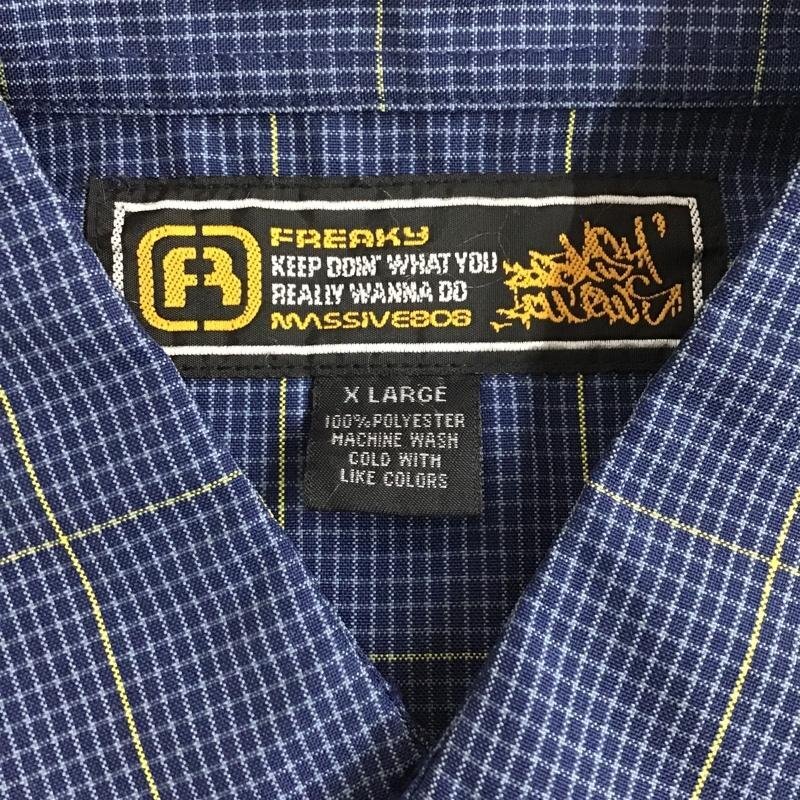 FREAKY
KEEP DOIN' WHAT YOU
REALLY WANNA DO
MASSIVE808
X LARGE
100% POLYESTER
MACHINE WASH
COLD WITH
LIKE COLORS